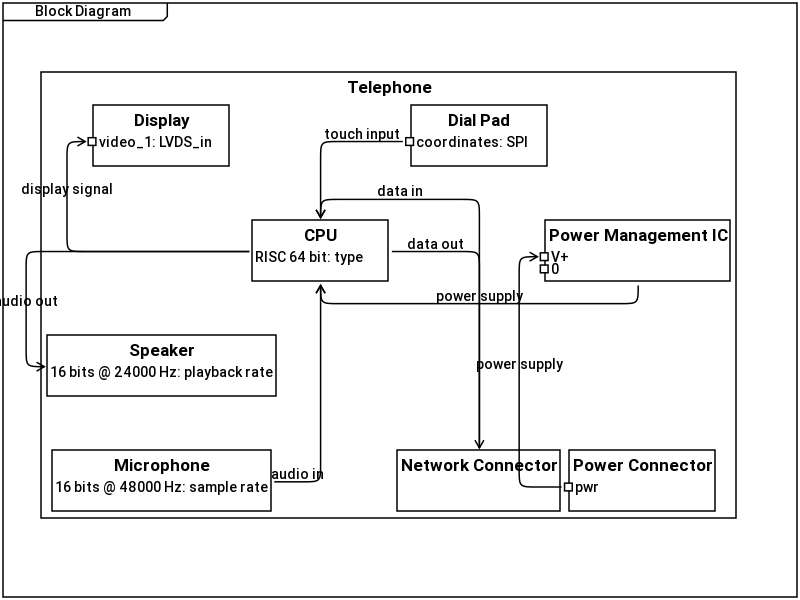 Block Diagram
Telephone
Display
video_1: LVDS_in
Dial Pad
coordinates: SPI
touch input
display signal
data in
CPU
RISC 64 bit: type
data out
Power Management IC
V+
0
audio out
power supply
Speaker
16 bits @ 24000 Hz: playback rate
power supply
Microphone
16 bits @ 48000 Hz: sample rate
audio in
Network Connector
Power Connector
pwr